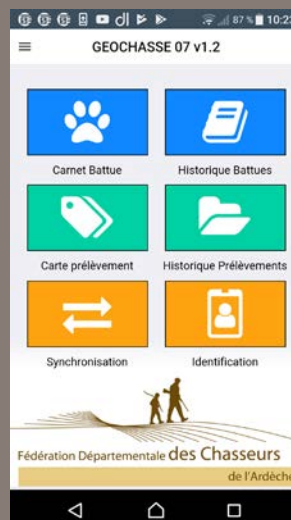 87 % 10:23
GEOCHASSE 07 v1.2
Carnet Battue
Historique Battues
Carte prélèvement
Historique Prélèvements
Synchronisation
Identification
Fédération Départementale des Chasseurs
de l'Ardèche